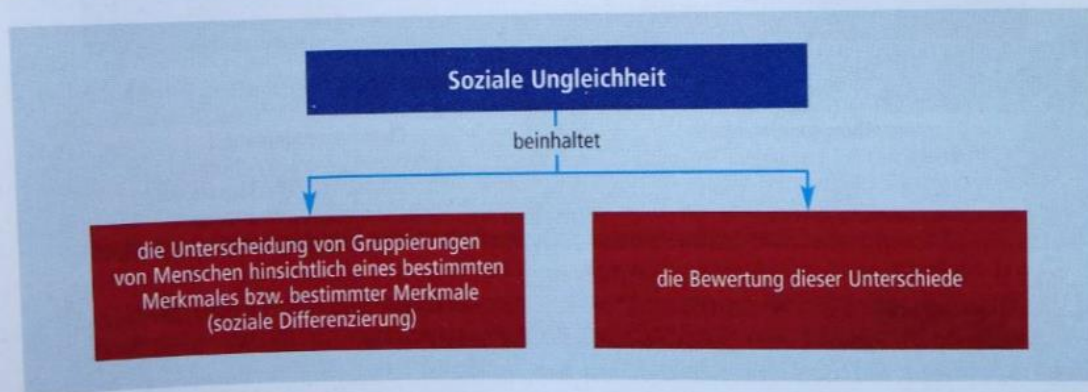 Soziale Ungleichheit
beinhaltet
die Unterscheidung von Gruppierungen
von Menschen hinsichtlich eines bestimmten
Merkmales bzw. bestimmter Merkmale
(soziale Differenzierung)
die Bewertung dieser Unterschiede